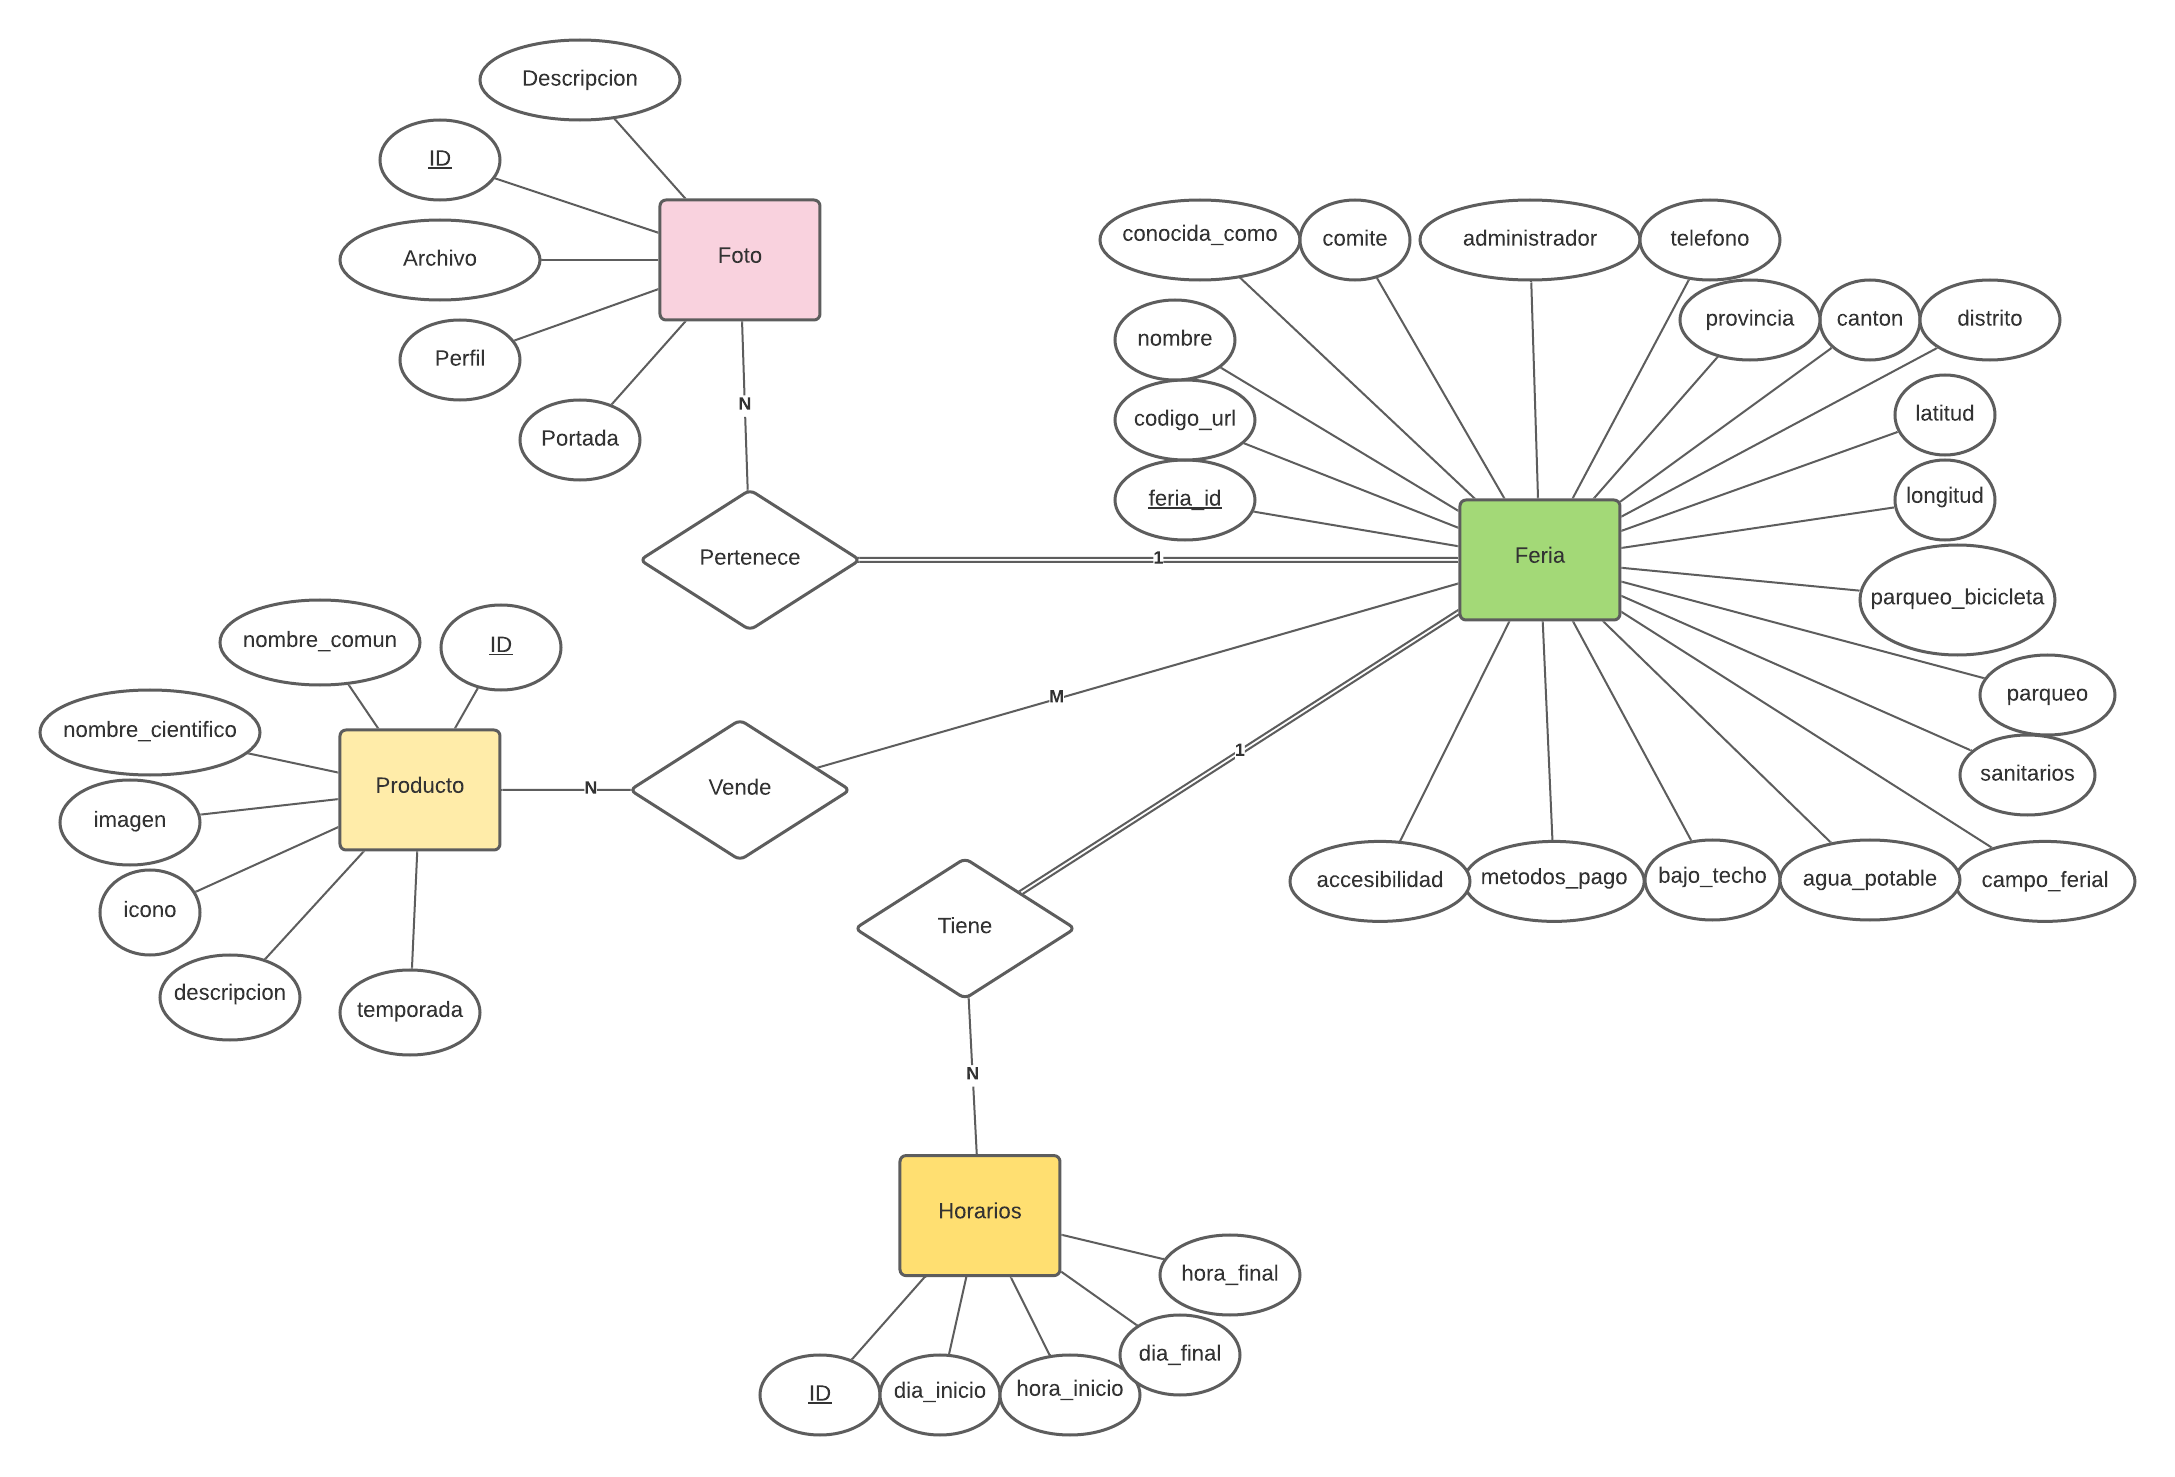 Descripcion
ID
Archivo
Perfil
Portada
Foto
N
Pertenece
1
conocida_como
comite
administrador
telefono
provincia
canton
distrito
nombre
codigo_url
feria_id
latitud
longitud
Feria
parqueo_bicicleta
parqueo
sanitarios
accesibilidad
metodos_pago
bajo_techo
agua_potable
campo_ferial
M
1
nombre_comun
ID
nombre_cientifico
imagen
icono
descripcion
temporada
Producto
N
Vende
Tiene
N
Horarios
hora_final
dia_final
ID
dia_inicio
hora_inicio